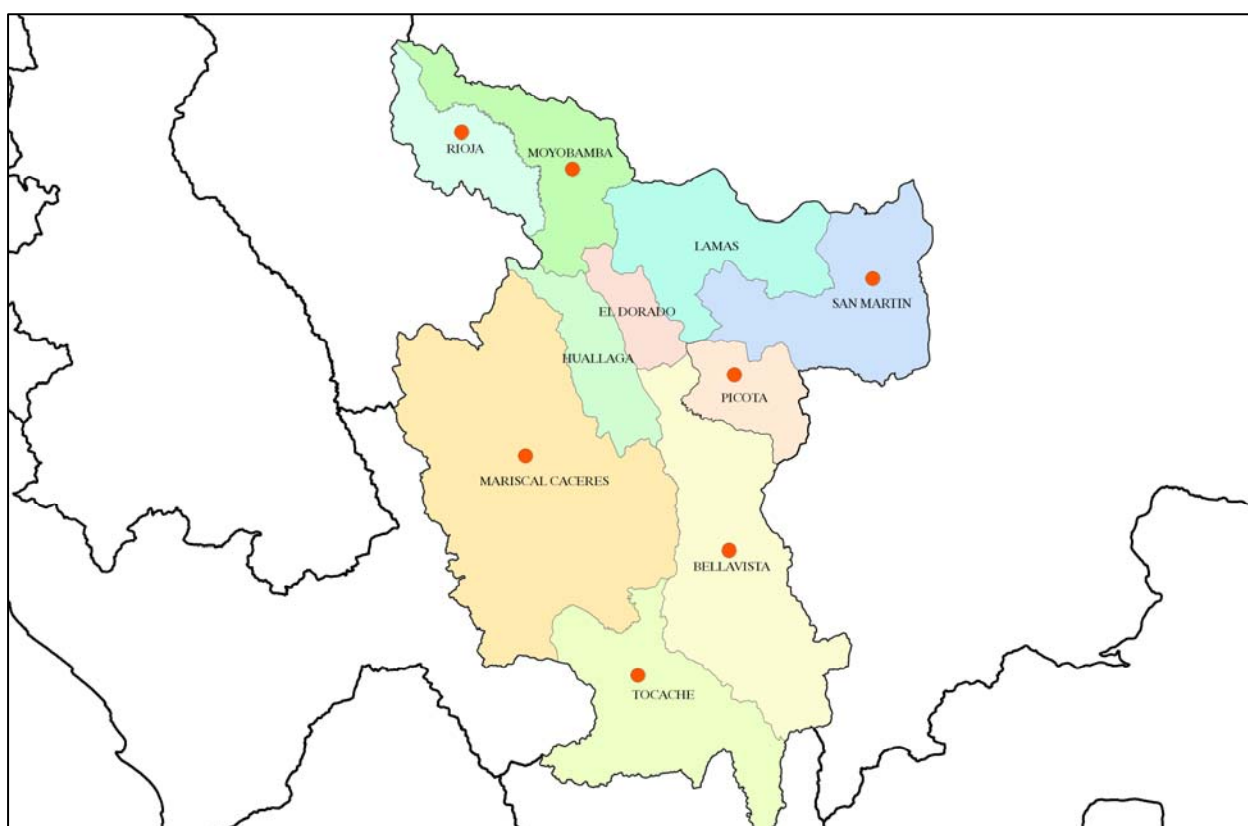 RIOJA
MOYOBAMBA
LAMAS
SAN MARTIN
EL DORADO
HUALLAGA
PICOTA
MARISCAL CACERES
BELLAVISTA
TOCACHE